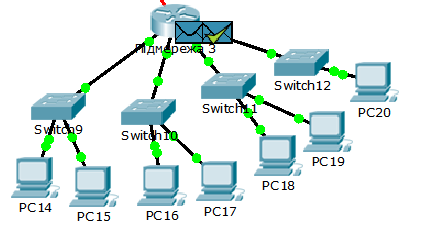 Підмережа 3
Switch12
Switch11
Switch9
Switch10
PC20
PC19
PC18
PC14
PC15
PC16
PC17